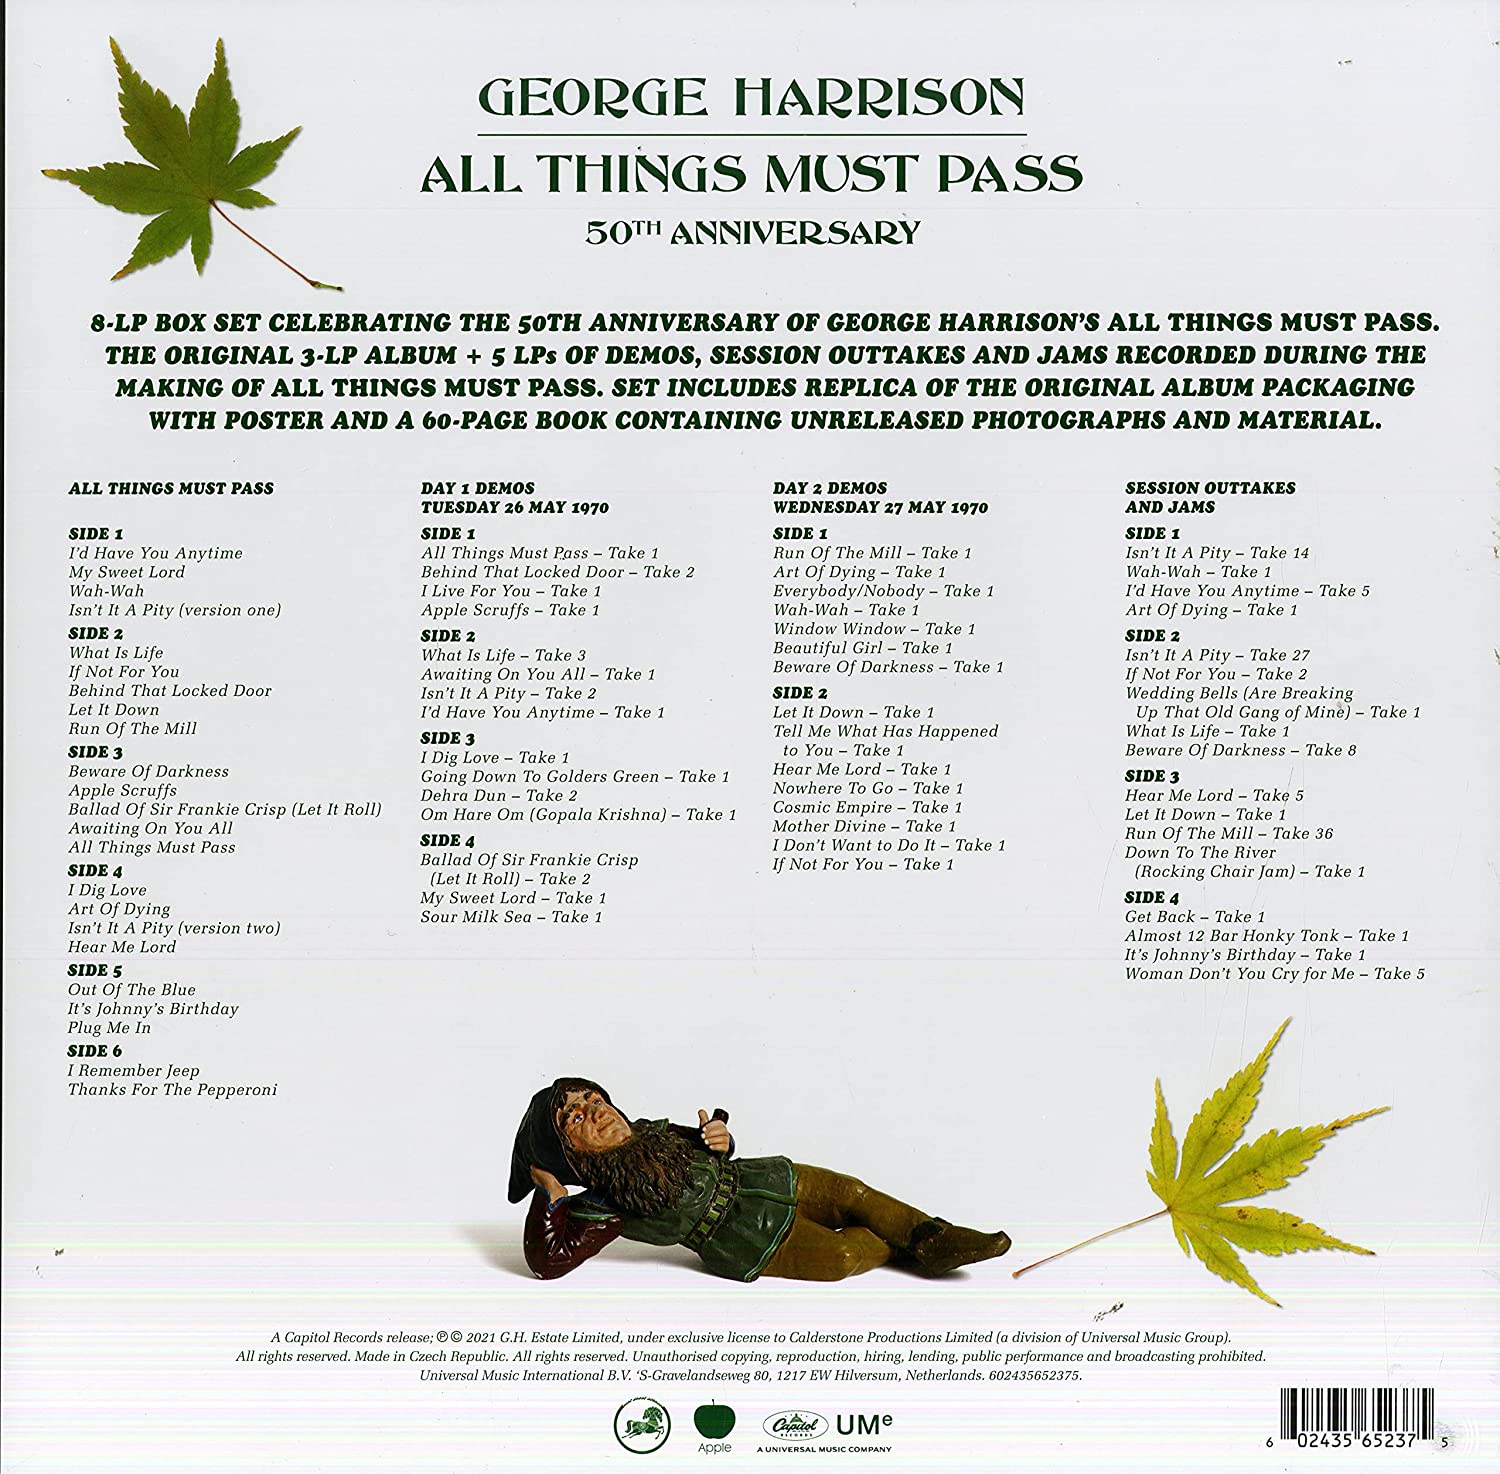 GEORGE HARRISON
ALL THINGS MUST PASS
50TH ANNIVERSARY
8-LP BOX SET CELEBRATING THE 50TH ANNIVERSARY OF GEORGE HARRISON'S ALL THINGS MUST PASS.
THE ORIGINAL 3-LP ALBUM + 5 LPs OF DEMOS, SESSION OUTTAKES AND JAMS RECORDED DURING THE
MAKING OF ALL THINGS MUST PASS. SET INCLUDES REPLICA OF THE ORIGINAL ALBUM PACKAGING
WITH POSTER AND A 60-PAGE BOOK CONTAINING UNRELEASED PHOTOGRAPHS AND MATERIAL.
ALL THINGS MUST PASS
SIDE 1
I'd Have You Anytime
My Sweet Lord
Wah-Wah
Isn't It A Pity (version one)
SIDE 2
What Is Life
If Not For You
Behind That Locked Door
Let It Down
Run Of The Mill
SIDE 3
Beware Of Darkness
Apple Scruffs
Ballad Of Sir Frankie Crisp (Let It Roll)
Awaiting On You All
All Things Must Pass
SIDE 4
I Dig Love
Art Of Dying
Isn't It A Pity (version two)
Hear Me Lord
SIDE 5
Out Of The Blue
It's Johnny's Birthday
Plug Me In
SIDE 6
I Remember Jeep
Thanks For The Pepperoni
DAY 1 DEMOS
TUESDAY 26 MAY 1970
SIDE 1
All Things Must Pass – Take 1
Behind That Locked Door – Take 2
I Live For You – Take 1
Apple Scruffs – Take 1
SIDE 2
What Is Life – Take 3
Awaiting On You All – Take 1
Isn't It A Pity – Take 2
I'd Have You Anytime – Take 1
SIDE 3
I Dig Love – Take 1
Going Down To Golders Green – Take 1
Dehra Dun – Take 2
Om Hare Om (Gopala Krishna) – Take 1
SIDE 4
Ballad Of Sir Frankie Crisp
(Let It Roll) – Take 2
My Sweet Lord – Take 1
Sour Milk Sea – Take 1
DAY 2 DEMOS
WEDNESDAY 27 MAY 1970
SIDE 1
Run Of The Mill – Take 1
Art Of Dying – Take 1
Everybody/Nobody – Take 1
Wah-Wah – Take 1
Window Window – Take 1
Beautiful Girl – Take 1
Beware Of Darkness – Take 1
SIDE 2
Let It Down – Take 1
Tell Me What Has Happened
to You – Take 1
Hear Me Lord – Take 1
Nowhere To Go – Take 1
Cosmic Empire – Take 1
Mother Divine – Take 1
I Don't Want to Do It – Take 1
If Not For You – Take 1
SESSION OUTTAKES
AND JAMS
SIDE 1
Isn't It A Pity – Take 14
Wah-Wah – Take 1
I'd Have You Anytime – Take 5
Art Of Dying – Take 1
SIDE 2
Isn't It A Pity – Take 27
If Not For You – Take 2
Wedding Bells (Are Breaking
Up That Old Gang of Mine) – Take 1
What Is Life – Take 1
Beware Of Darkness – Take 8
SIDE 3
Hear Me Lord – Take 5
Let It Down – Take 1
Run Of The Mill – Take 36
Down To The River
(Rocking Chair Jam) – Take 1
SIDE 4
Get Back – Take 1
Almost 12 Bar Honky Tonk – Take 1
It's Johnny's Birthday – Take 1
Woman Don't You Cry for Me – Take 5
A Capitol Records release; ℗ © 2021 G.H. Estate Limited, under exclusive license to Calderstone Productions Limited (a division of Universal Music Group).
All rights reserved. Made in Czech Republic. All rights reserved. Unauthorised copying, reproduction, hiring, lending, public performance and broadcasting prohibited.
Universal Music International B.V. 'S-Gravelandseweg 80, 1217 EW Hilversum, Netherlands. 602435652375.
Apple
Capitol
RECORDS
UMe
A UNIVERSAL MUSIC COMPANY
6 02435 65237 5